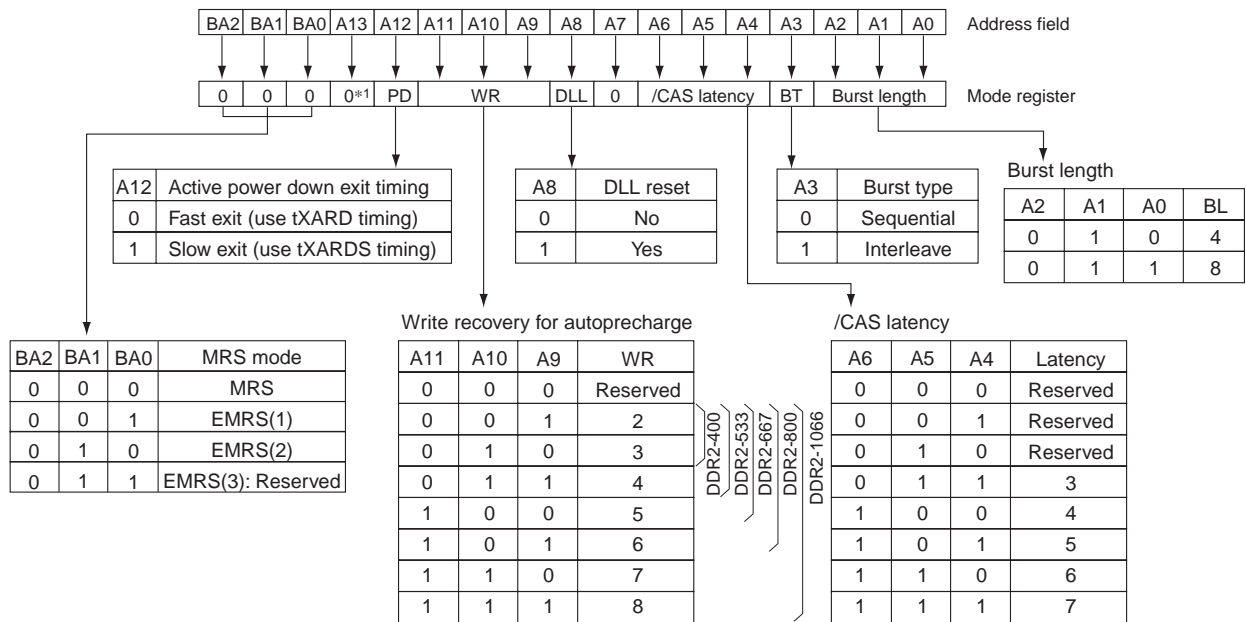 BA2 BA1 BA0 A13 A12 A11 A10 A9 A8 A7 A6 A5 A4 A3 A2 A1 A0 Address field
0 0 0 0*1 PD WR DLL 0 /CAS latency BT Burst length Mode register
A12 Active power down exit timing
0 Fast exit (use tXARD timing)
1 Slow exit (use tXARDS timing)
A8 DLL reset
0 No
1 Yes
A3 Burst type
0 Sequential
1 Interleave
Burst length
A2 A1 A0 BL
0 1 0 4
0 1 1 8
BA2 BA1 BA0 MRS mode
0 0 0 MRS
0 0 1 EMRS(1)
0 1 0 EMRS(2)
0 1 1 EMRS(3): Reserved
Write recovery for autoprecharge
A11 A10 A9 WR
0 0 0 Reserved
0 0 1 2
0 1 0 3
0 1 1 4
1 0 0 5
1 0 1 6
1 1 0 7
1 1 1 8
DDR2-400
DDR2-533
DDR2-667
DDR2-800
DDR2-1066
/CAS latency
A6 A5 A4 Latency
0 0 0 Reserved
0 0 1 Reserved
0 1 0 Reserved
0 1 1 3
1 0 0 4
1 0 1 5
1 1 0 6
1 1 1 7